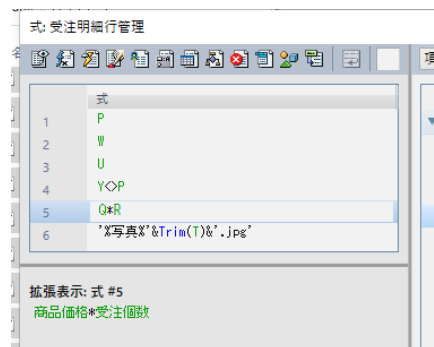 式: 受注明細行管理
項
式
1 P
2 W
3 U
4 Y<>P
5 Q*R
6 '%写真%'&Trim(T)&'.jpg'
拡張表示: 式 #5
商品価格*受注個数